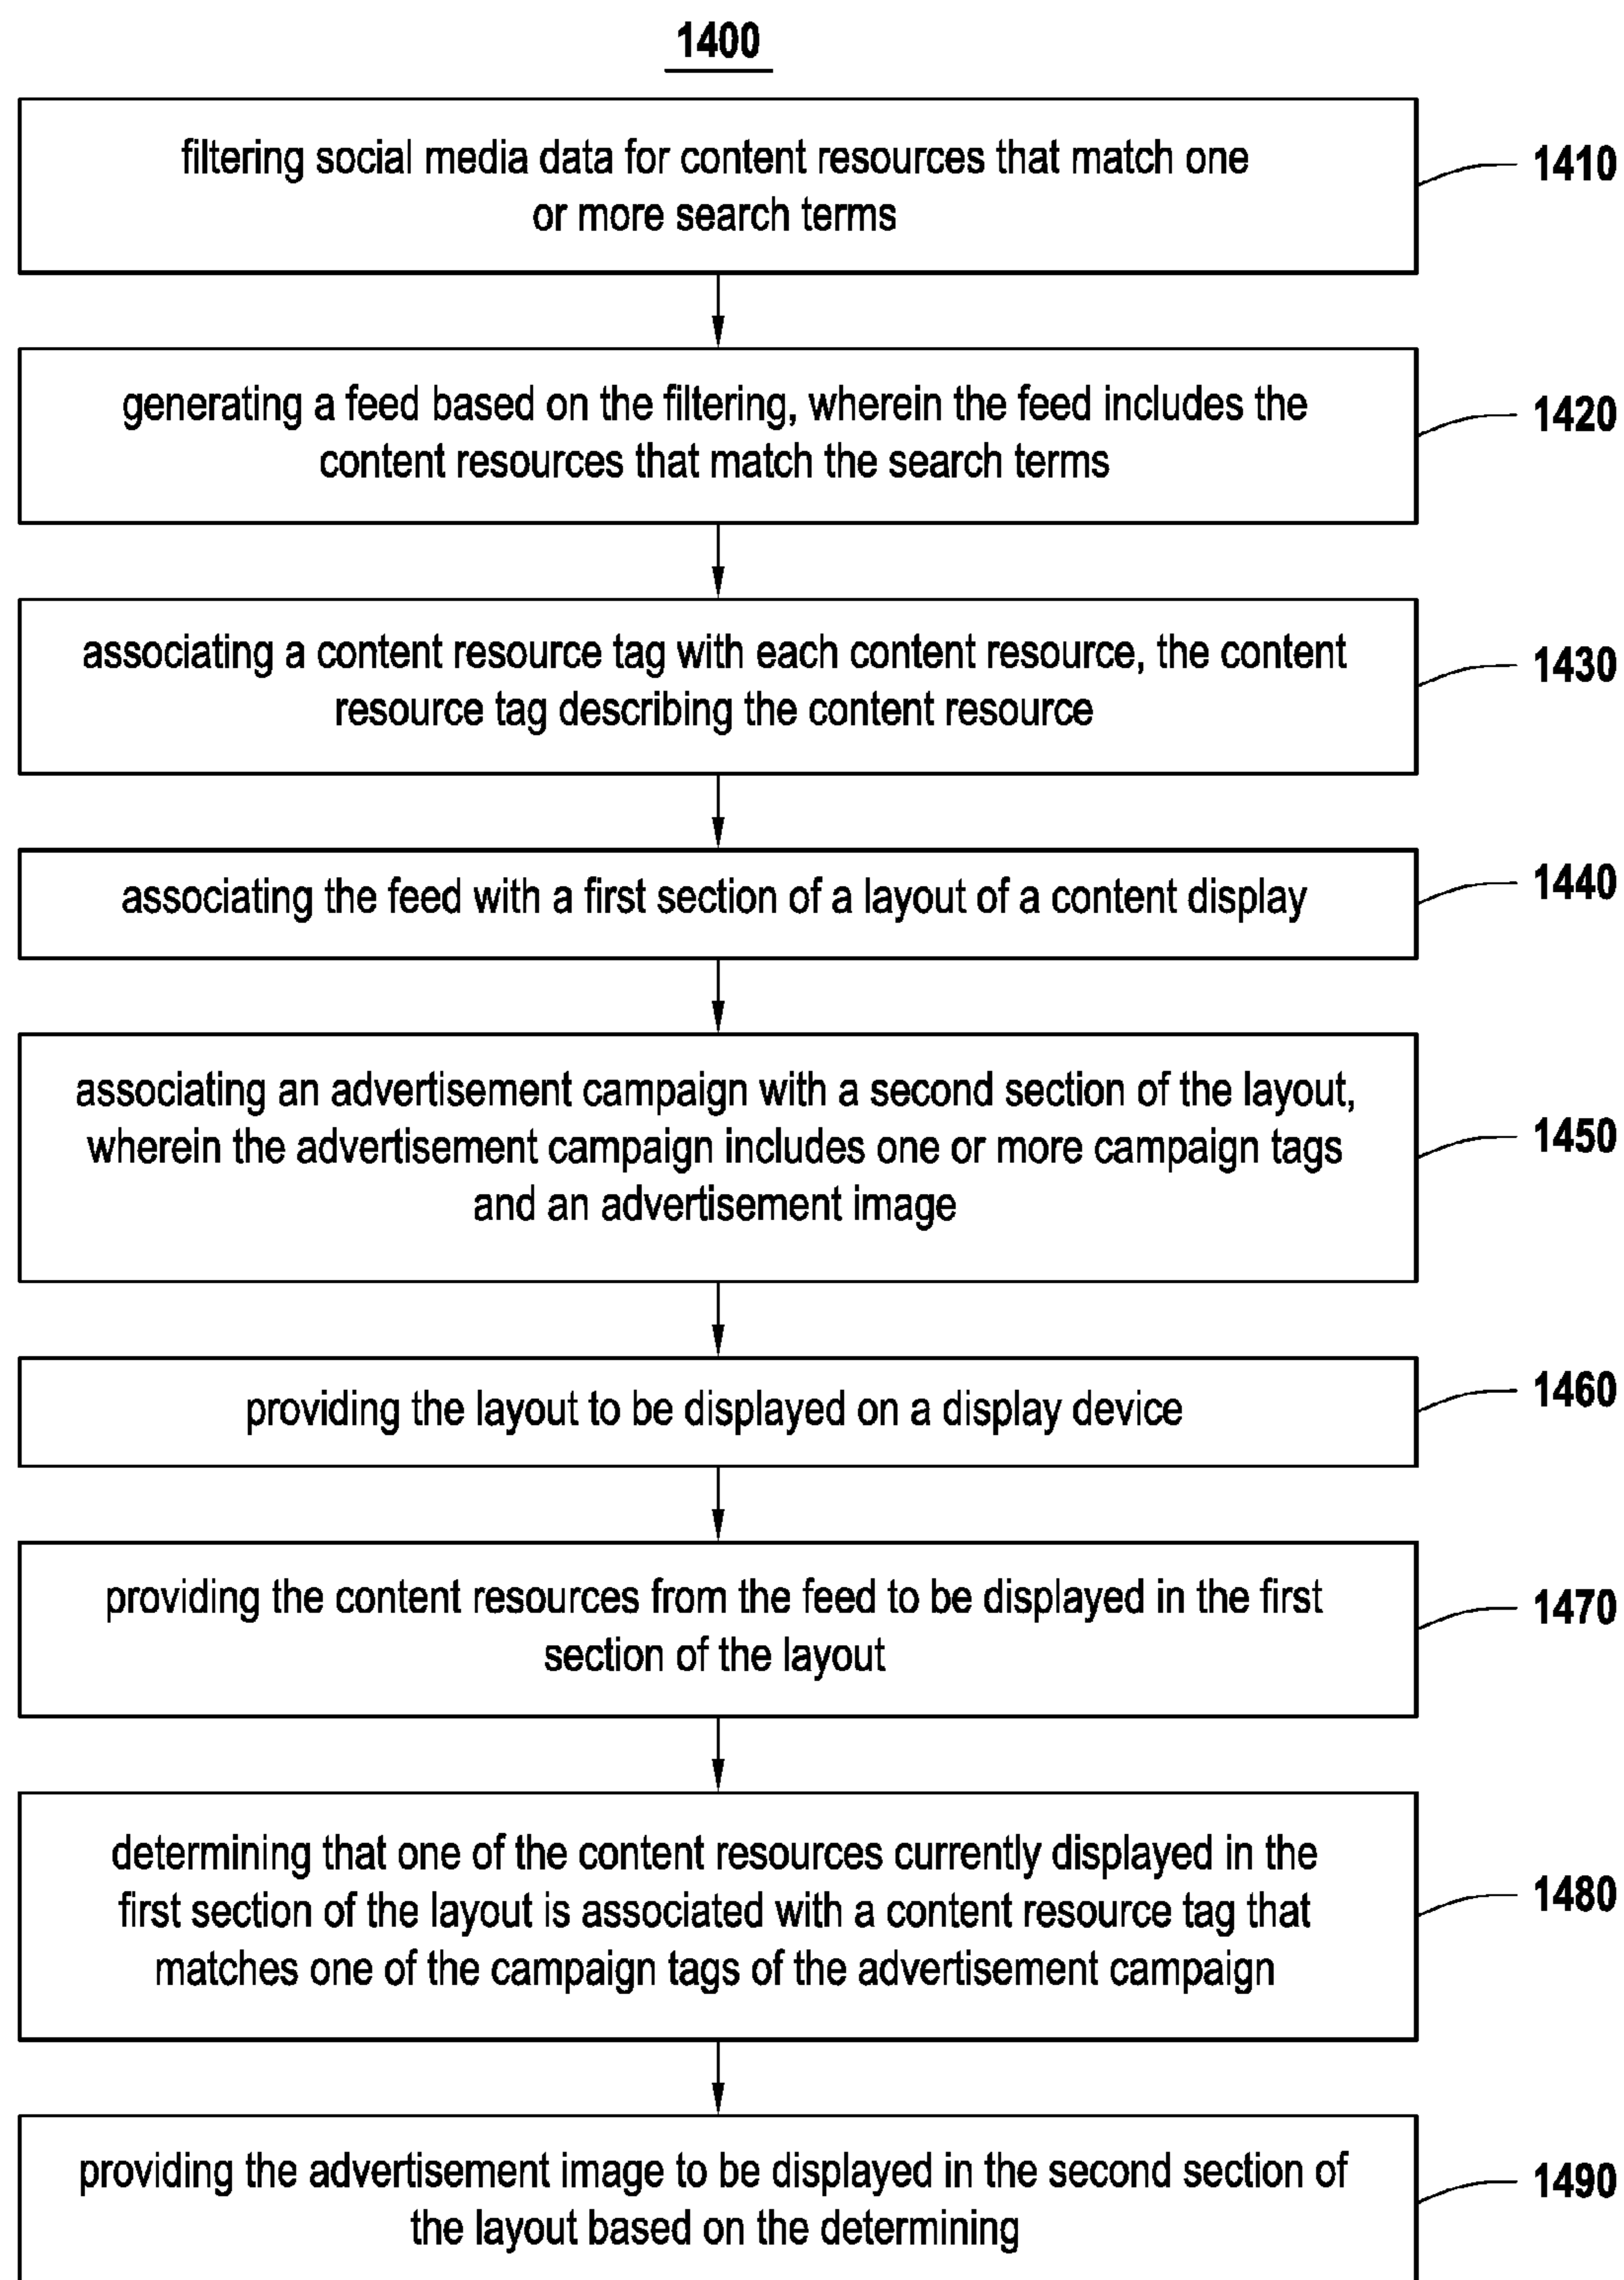 1400
filtering social media data for content resources that match one
or more search terms
1410
generating a feed based on the filtering, wherein the feed includes the
content resources that match the search terms
1420
associating a content resource tag with each content resource, the content
resource tag describing the content resource
1430
associating the feed with a first section of a layout of a content display
1440
associating an advertisement campaign with a second section of the layout,
wherein the advertisement campaign includes one or more campaign tags
and an advertisement image
1450
providing the layout to be displayed on a display device
1460
providing the content resources from the feed to be displayed in the first
section of the layout
1470
determining that one of the content resources currently displayed in the
first section of the layout is associated with a content resource tag that
matches one of the campaign tags of the advertisement campaign
1480
providing the advertisement image to be displayed in the second section of
the layout based on the determining
1490